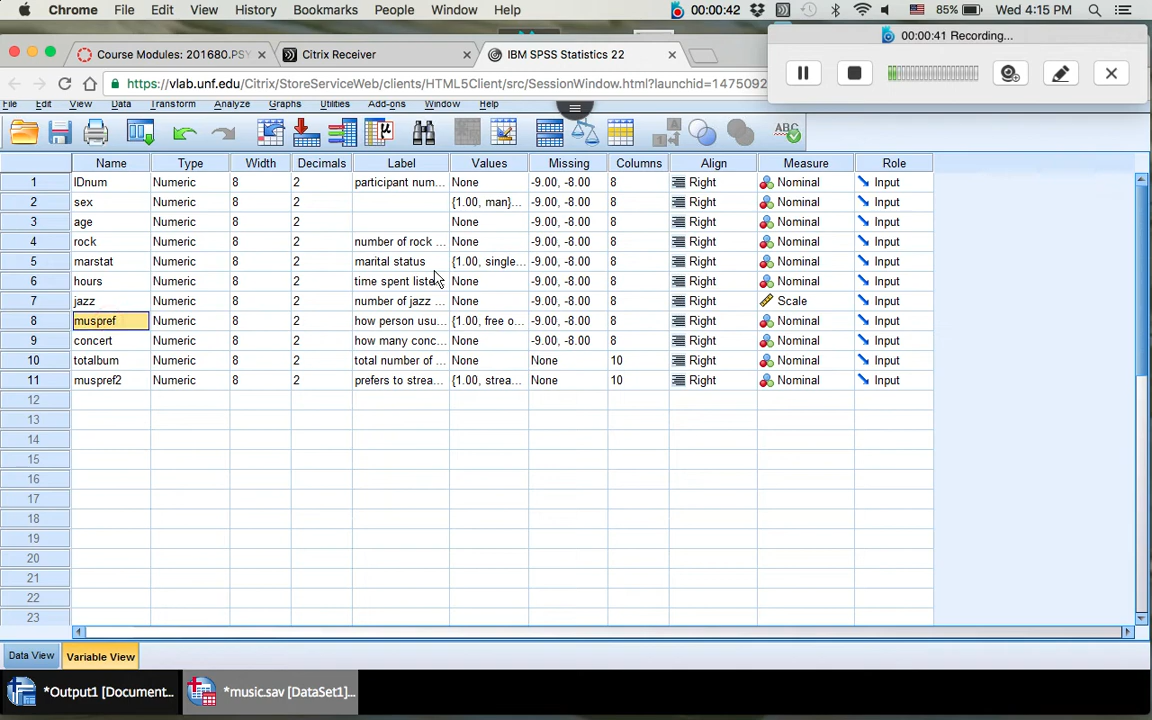 Chrome File Edit View History Bookmarks People Window Help 00:00:42 85% Wed 4:15 PM
00:00:41 Recording...
Course Modules: 201680.PSY × Citrix Receiver × IBM SPSS Statistics 22 ×
https://vlab.unf.edu/Citrix/StoreServiceWeb/clients/HTML5Client/src/SessionWindow.html?launchid=1475092
File Edit View Data Transform Analyze Graphs Utilities Add-ons Window Help
Name Type Width Decimals Label Values Missing Columns Align Measure Role
1 IDnum Numeric 8 2 participant num... None -9.00, -8.00 8 Right Nominal Input
2 sex Numeric 8 2 {1.00, man}... -9.00, -8.00 8 Right Nominal Input
3 age Numeric 8 2 None -9.00, -8.00 8 Right Nominal Input
4 rock Numeric 8 2 number of rock ... None -9.00, -8.00 8 Right Nominal Input
5 marstat Numeric 8 2 marital status {1.00, single... -9.00, -8.00 8 Right Nominal Input
6 hours Numeric 8 2 time spent liste... None -9.00, -8.00 8 Right Nominal Input
7 jazz Numeric 8 2 number of jazz ... None -9.00, -8.00 8 Right Scale Input
8 muspref Numeric 8 2 how person usu... {1.00, free o... -9.00, -8.00 8 Right Nominal Input
9 concert Numeric 8 2 how many conc... None -9.00, -8.00 8 Right Nominal Input
10 totalbum Numeric 8 2 total number of ... None None 10 Right Nominal Input
11 muspref2 Numeric 8 2 prefers to strea... {1.00, strea... None 10 Right Nominal Input
12
13
14
15
16
17
18
19
20
21
22
23
Data View Variable View
*Output1 [Document... *music.sav [DataSet1]...